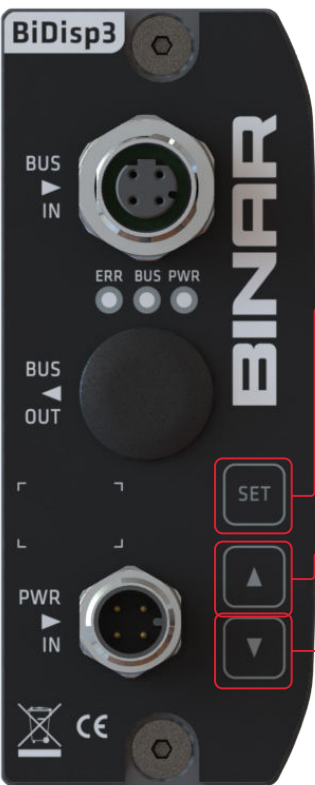 BiDisp3
BUS
▶
IN
BINAR
ERR BUS PWR
BUS
◀
OUT
SET
▲
PWR
▶
IN
▼
CE